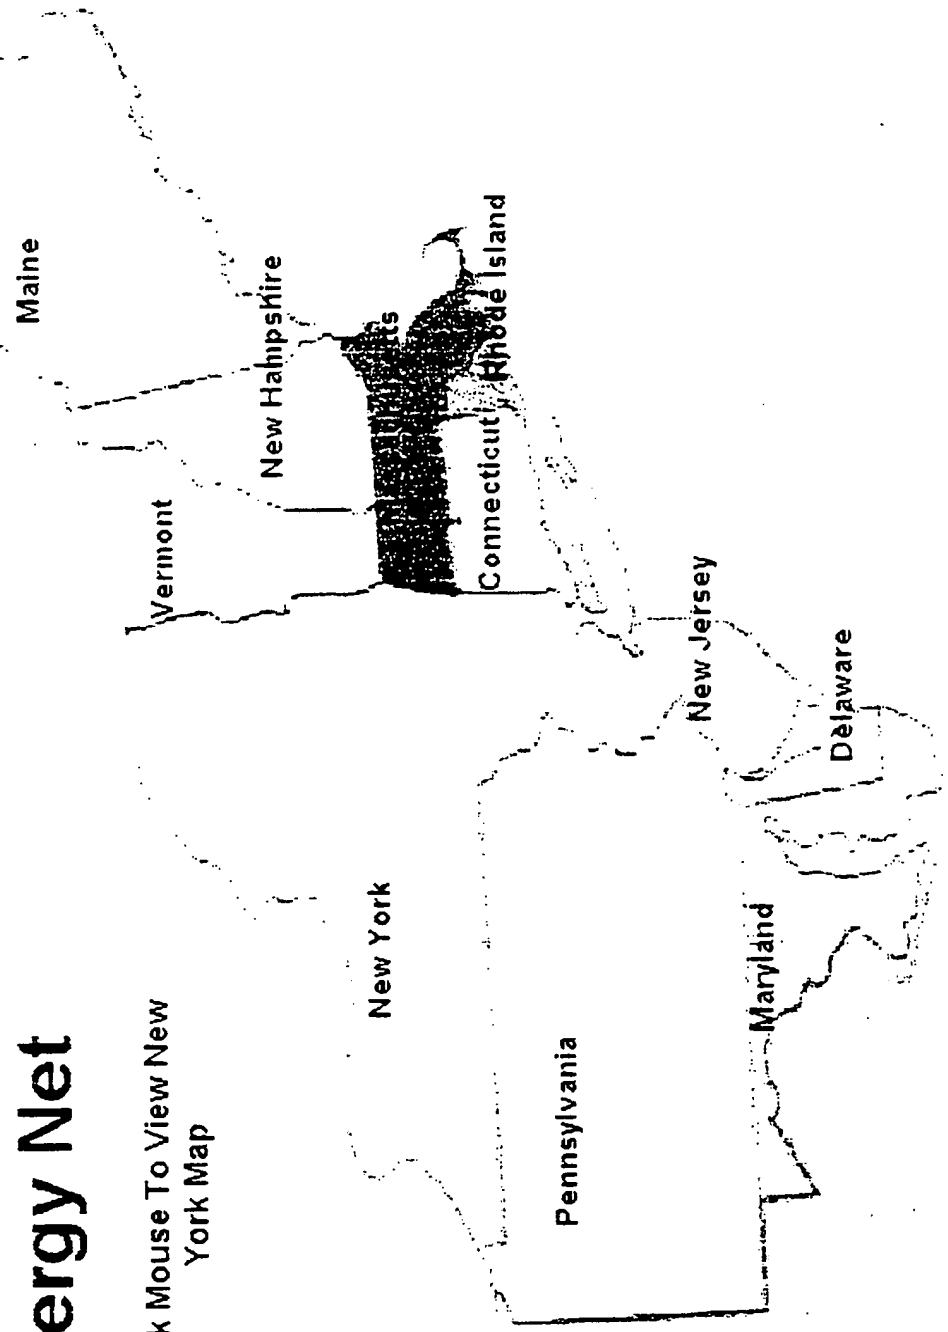 ergy Net
k Mouse To View New
York Map
Maine
Vermont
New Hampshire
ts
Rhode Island
Connecticut
New York
New Jersey
Pennsylvania
Delaware
Maryland